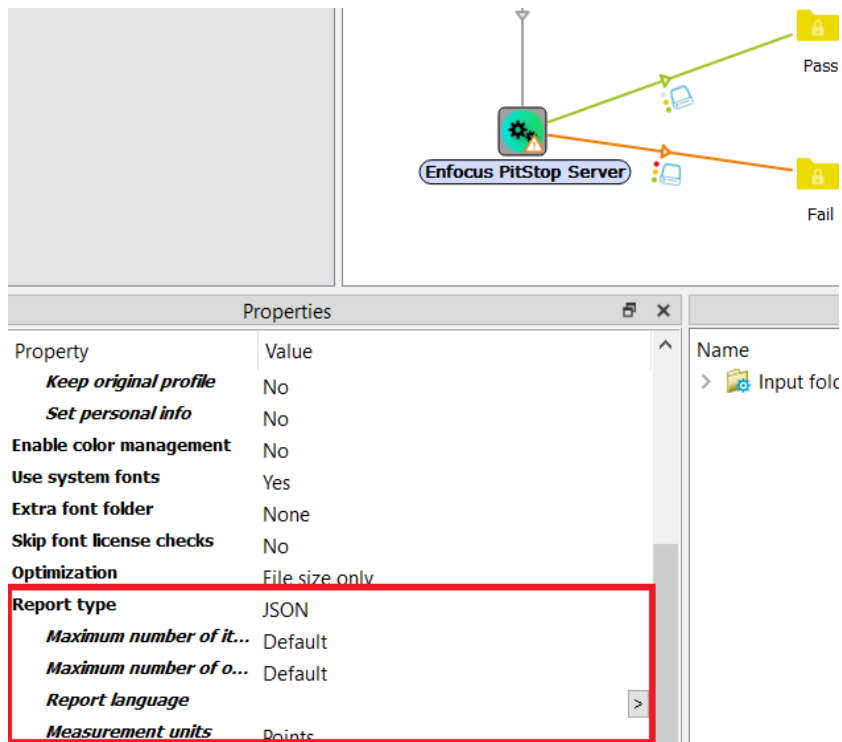 Pass
Enfocus PitStop Server
Fail
Properties
Property Value
Keep original profile No
Set personal info No
Enable color management No
Use system fonts Yes
Extra font folder None
Skip font license checks No
Optimization File size only
Report type JSON
Maximum number of it... Default
Maximum number of o... Default
Report language
Measurement units Points
Name
Input folc